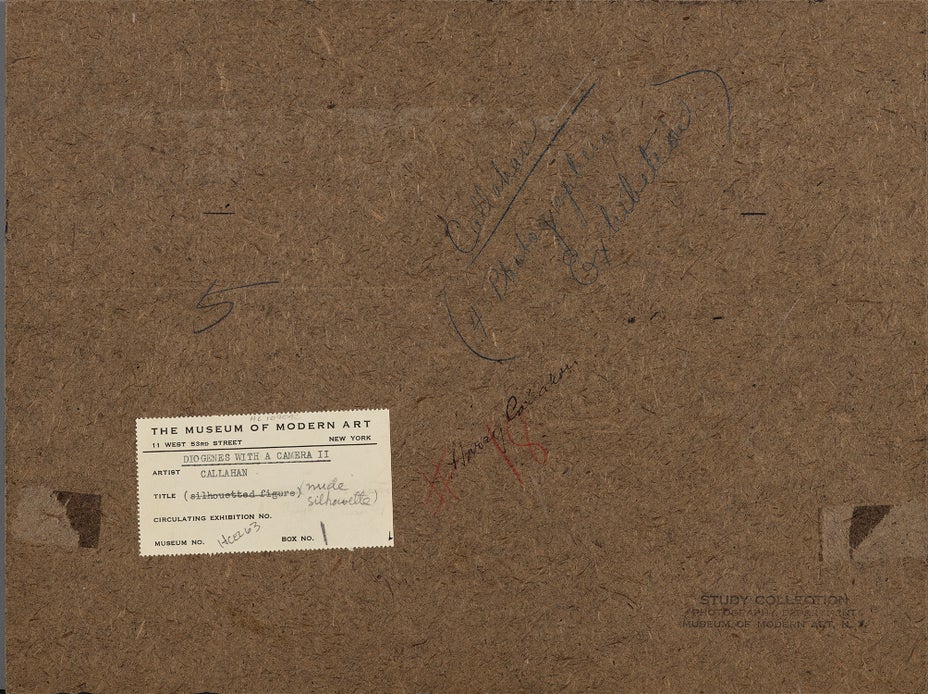 Callahan
(4 Photographers
Exhibition)
5
Harry Callahan
THE MUSEUM OF MODERN ART
11 WEST 53RD STREET NEW YORK
DIOGENES WITH A CAMERA II
ARTIST CALLAHAN
TITLE (silhouetted figure) nude
silhouette)
CIRCULATING EXHIBITION NO.
MUSEUM NO. BOX NO. 1
STUDY COLLECTION
PHOTOGRAPHY DEPARTMENT
MUSEUM OF MODERN ART, N. Y.